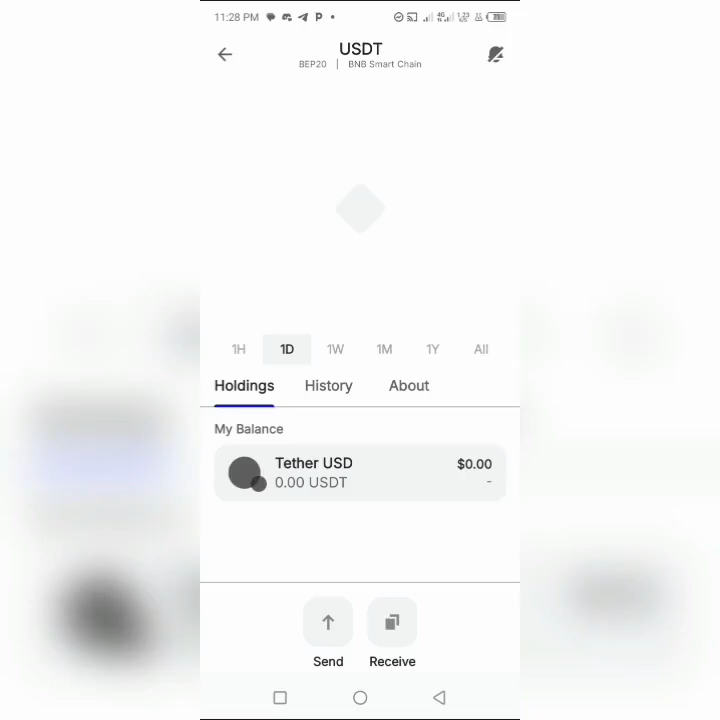 11:28 PM
USDT
BEP20 | BNB Smart Chain
1H 1D 1W 1M 1Y All
Holdings History About
My Balance
Tether USD $0.00
0.00 USDT -
Send Receive